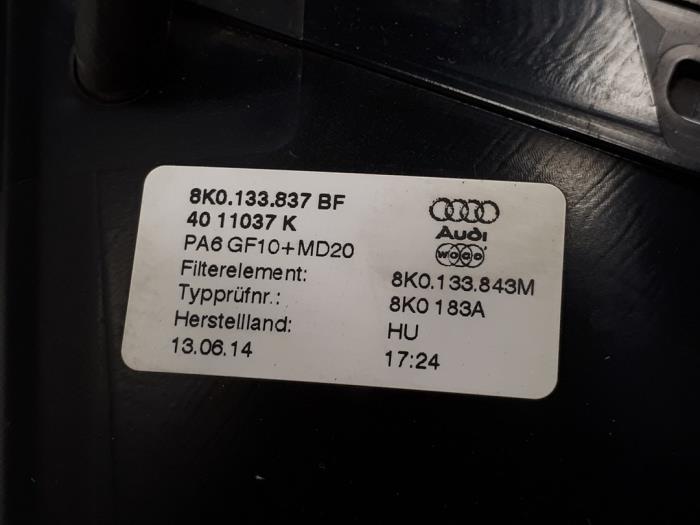 8K0.133.837 BF
40 11037 K
PA6 GF10+MD20
Audi
WOCO
Filterelement: 8K0.133.843M
Typprüfnr.: 8K0 183A
Herstellland: HU
13.06.14 17:24